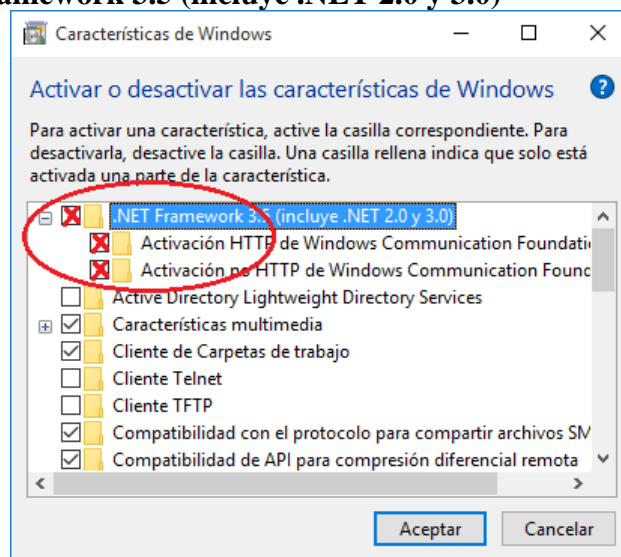 Framework 3.5 (incluye .NET 2.0 y 3.0)
Características de Windows
Activar o desactivar las características de Windows
Para activar una característica, active la casilla correspondiente. Para
desactivarla, desactive la casilla. Una casilla rellena indica que solo está
activada una parte de la característica.
.NET Framework 3.5 (incluye .NET 2.0 y 3.0)
Activación HTTP de Windows Communication Foundati
Activación no HTTP de Windows Communication Found
Active Directory Lightweight Directory Services
Características multimedia
Cliente de Carpetas de trabajo
Cliente Telnet
Cliente TFTP
Compatibilidad con el protocolo para compartir archivos SM
Compatibilidad de API para compresión diferencial remota
Aceptar Cancelar